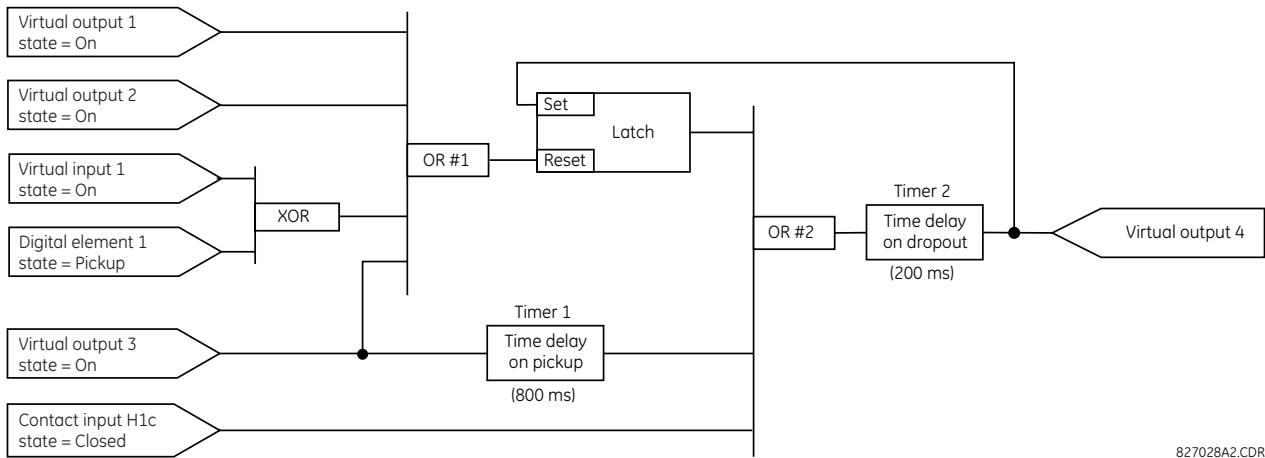 Virtual output 1
state = On
Virtual output 2
state = On
Virtual input 1
state = On
Digital element 1
state = Pickup
Virtual output 3
state = On
Contact input H1c
state = Closed
XOR
OR #1
Set
Latch
Reset
Timer 1
Time delay
on pickup
(800 ms)
OR #2
Timer 2
Time delay
on dropout
(200 ms)
Virtual output 4
827028A2.CDR